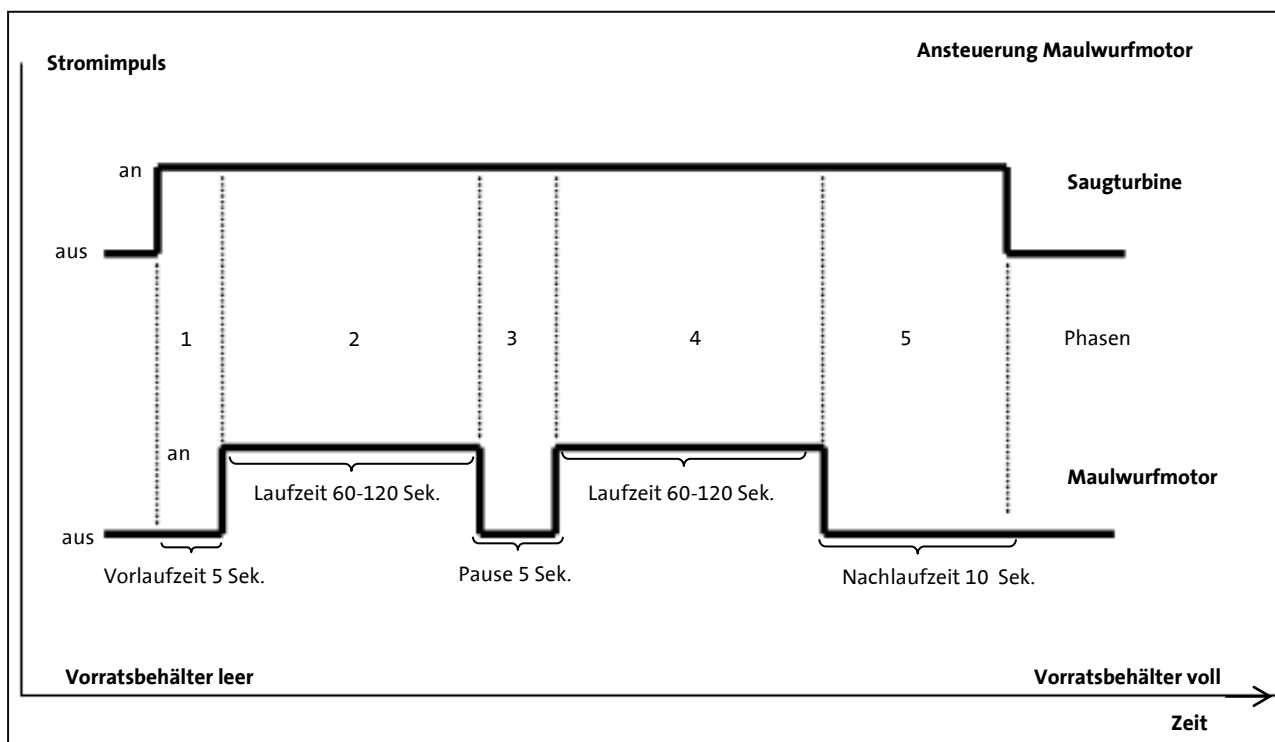 Ansteuerung Maulwurfmotor
Stromimpuls
an
Saugturbine
aus
1 2 3 4 5 Phasen
an
Laufzeit 60-120 Sek. Laufzeit 60-120 Sek. Maulwurfmotor
aus
Vorlaufzeit 5 Sek. Pause 5 Sek. Nachlaufzeit 10 Sek.
Vorratsbehälter leer Vorratsbehälter voll
Zeit